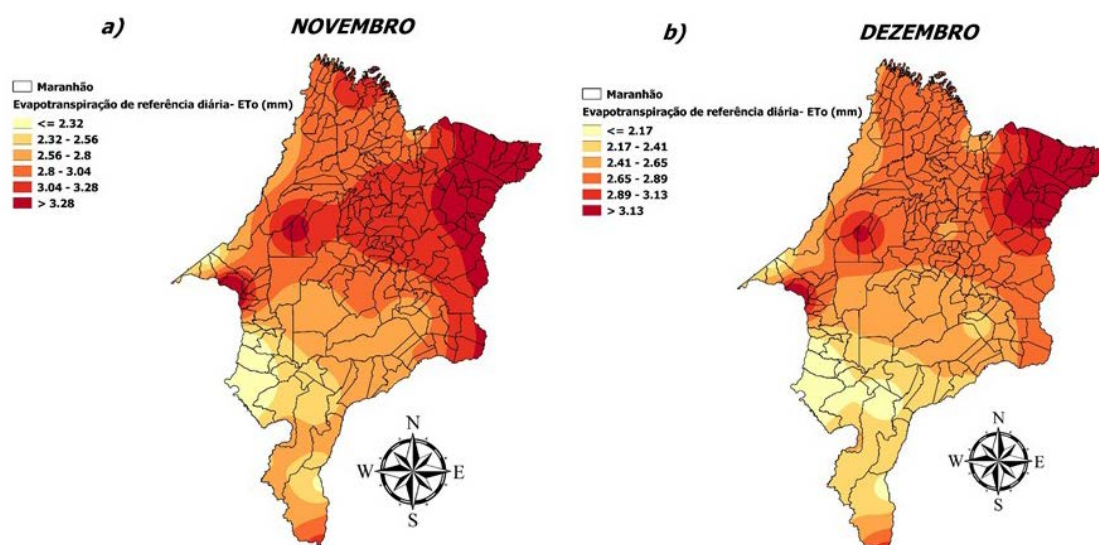 a)
NOVEMBRO
Maranhão
Evapotranspiração de referência diária- ETo (mm)
<= 2.32
2.32 - 2.56
2.56 - 2.8
2.8 - 3.04
3.04 - 3.28
> 3.28
N
W
E
S
b)
DEZEMBRO
Maranhão
Evapotranspiração de referência diária- ETo (mm)
<= 2.17
2.17 - 2.41
2.41 - 2.65
2.65 - 2.89
2.89 - 3.13
> 3.13
N
W
E
S